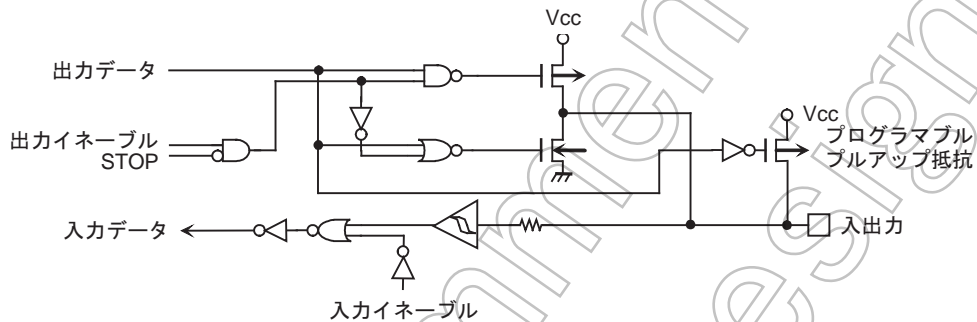 Vcc
出力データ
出力イネーブル
STOP
Vcc
プログラマブル
プルアップ抵抗
入力データ
入出力
入力イネーブル